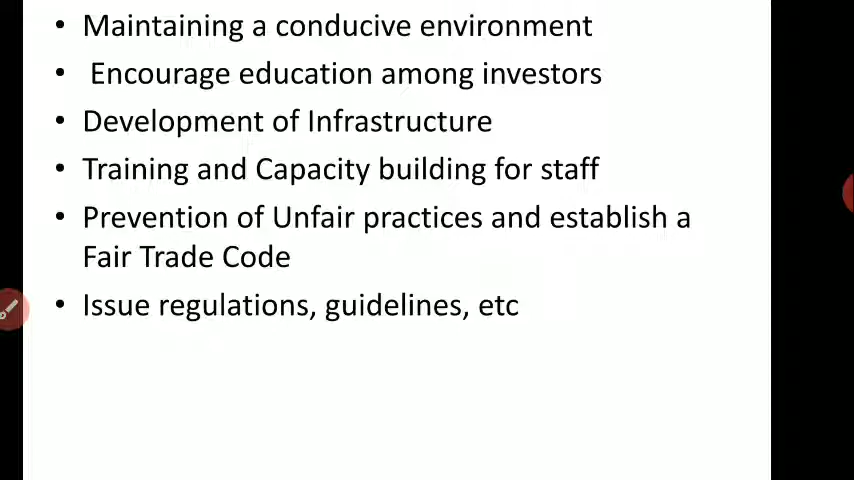 • Maintaining a conducive environment
• Encourage education among investors
• Development of Infrastructure
• Training and Capacity building for staff
• Prevention of Unfair practices and establish a
Fair Trade Code
• Issue regulations, guidelines, etc